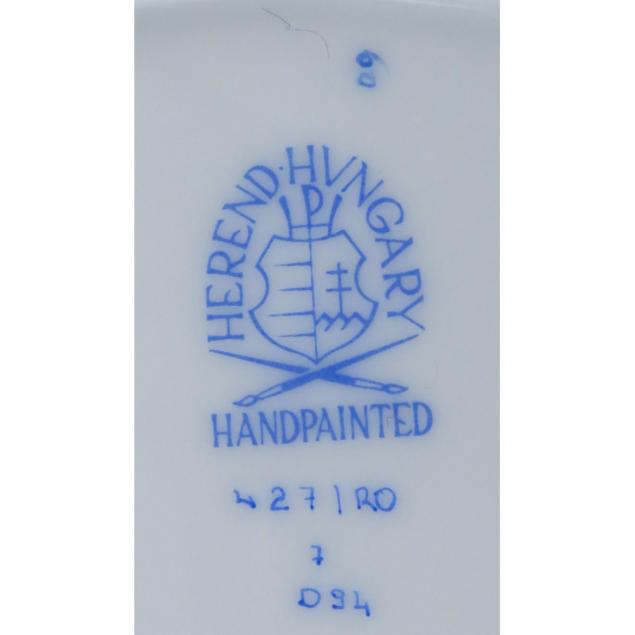 HEREND·HVNGARY
P
HANDPAINTED
427/RO
7
D94